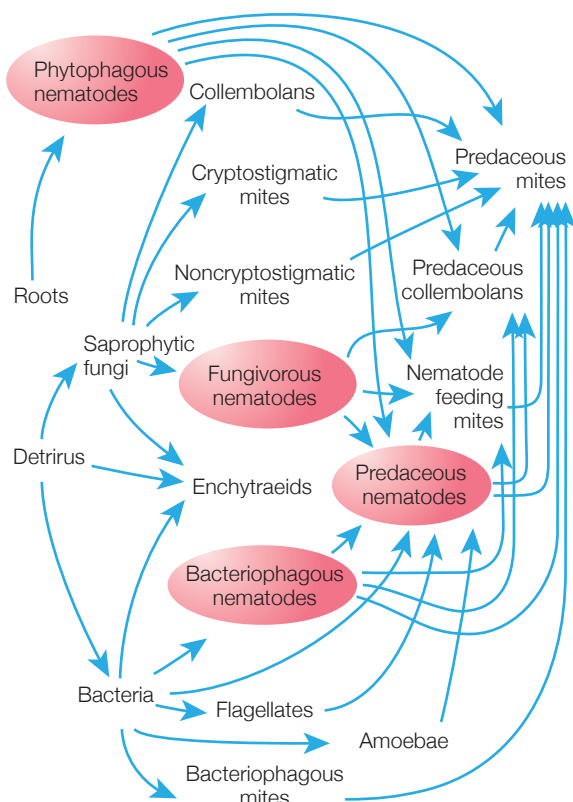 Phytophagous
nematodes
Collembolans
Predaceous
mites
Cryptostigmatic
mites
Noncryptostigmatic
mites
Predaceous
collembolans
Roots
Saprophytic
fungi
Fungivorous
nematodes
Nematode
feeding
mites
Detrirus
Enchytraeids
Predaceous
nematodes
Bacteriophagous
nematodes
Bacteria
Flagellates
Amoebae
Bacteriophagous
mites